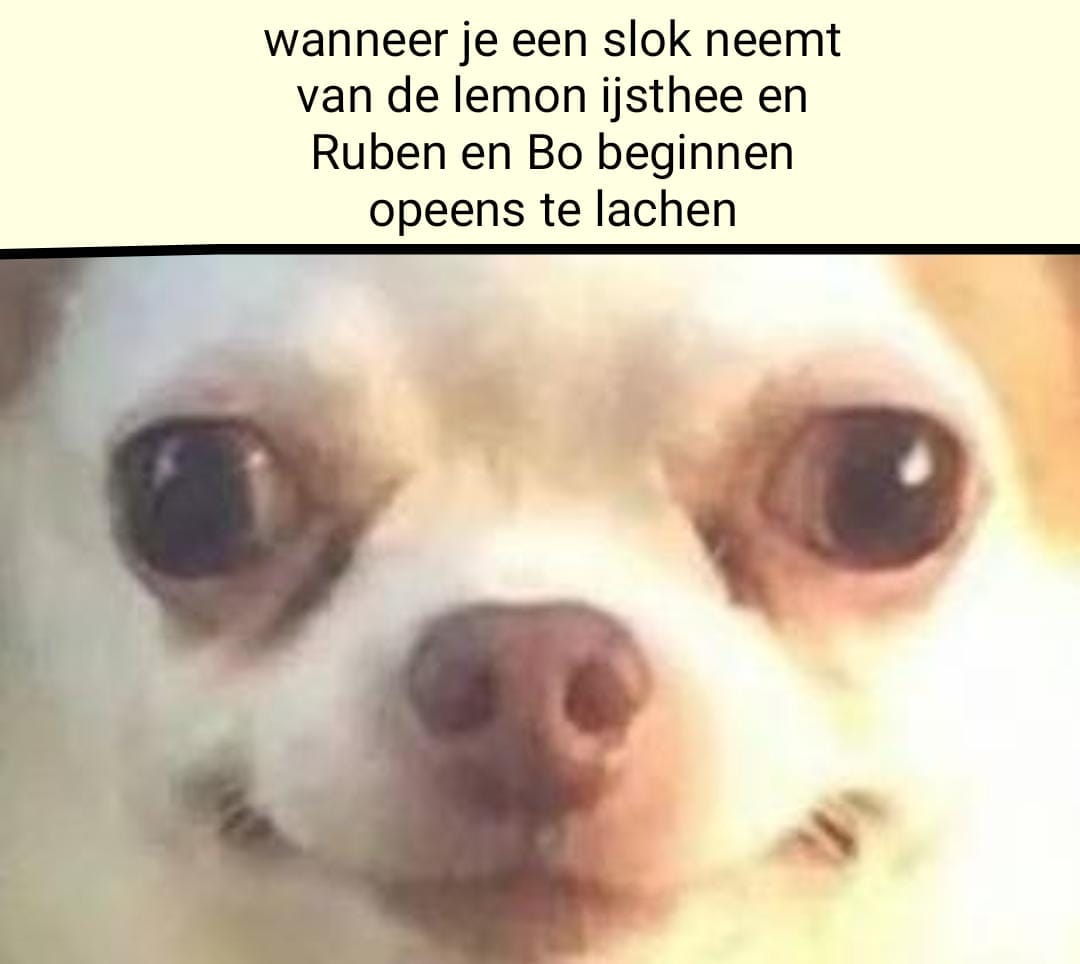 wanneer je een slok neemt
van de lemon ijsthee en
Ruben en Bo beginnen
opeens te lachen